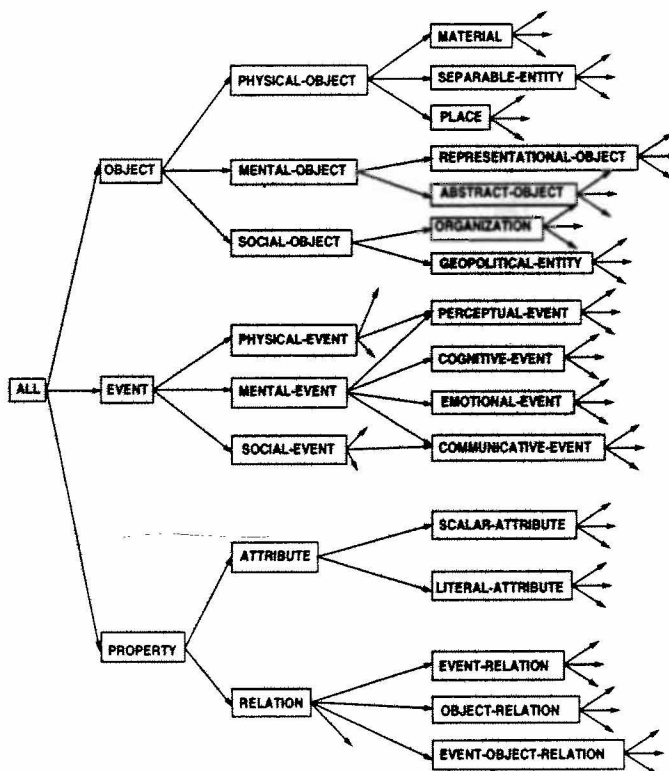 MATERIAL
PHYSICAL-OBJECT
SEPARABLE-ENTITY
PLACE
OBJECT
MENTAL-OBJECT
REPRESENTATIONAL-OBJECT
ABSTRACT-OBJECT
ORGANIZATION
SOCIAL-OBJECT
GEOPOLITICAL-ENTITY
PERCEPTUAL-EVENT
PHYSICAL-EVENT
COGNITIVE-EVENT
ALL
EVENT
MENTAL-EVENT
EMOTIONAL-EVENT
SOCIAL-EVENT
COMMUNICATIVE-EVENT
SCALAR-ATTRIBUTE
ATTRIBUTE
LITERAL-ATTRIBUTE
PROPERTY
EVENT-RELATION
RELATION
OBJECT-RELATION
EVENT-OBJECT-RELATION